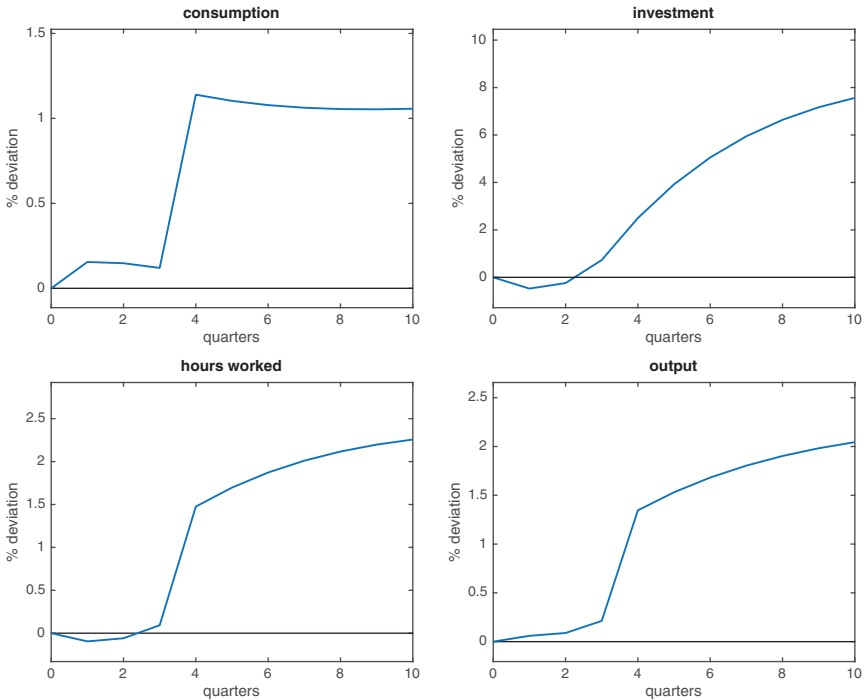 consumption
1.5
1
0.5
0
% deviation
0 2 4 6 8 10
quarters
investment
10
8
6
4
2
0
% deviation
0 2 4 6 8 10
quarters
hours worked
2.5
2
1.5
1
0.5
0
% deviation
0 2 4 6 8 10
quarters
output
2.5
2
1.5
1
0.5
0
% deviation
0 2 4 6 8 10
quarters